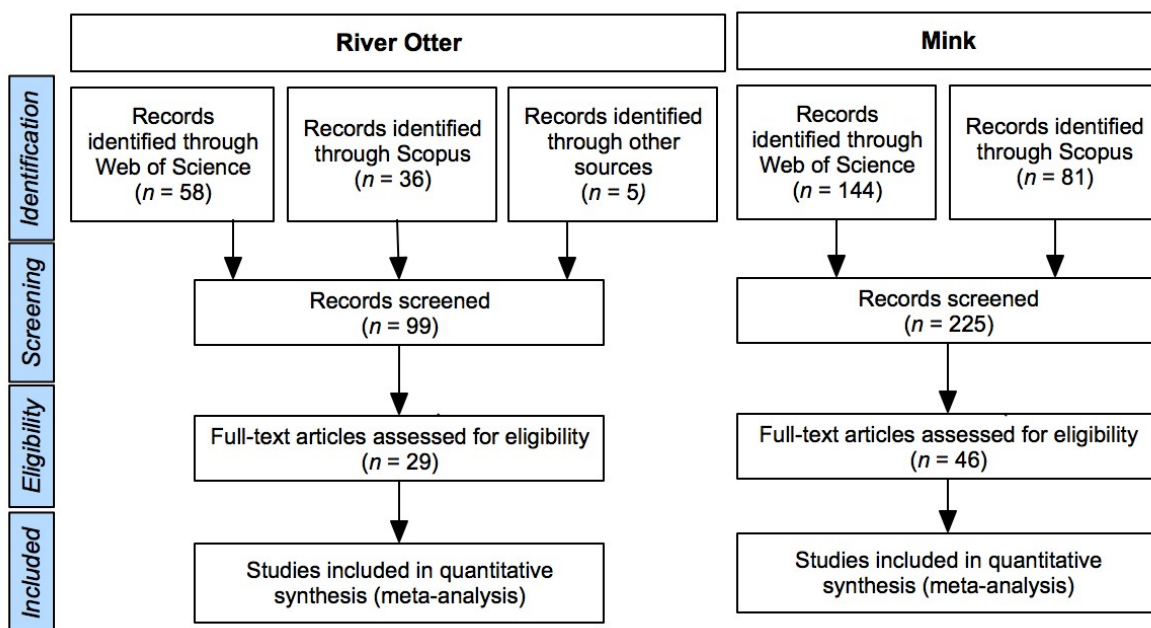 River Otter
Mink
Identification
Records
identified through
Web of Science
(n = 58)
Records identified
through Scopus
(n = 36)
Records identified
through other
sources
(n = 5)
Records
identified through
Web of Science
(n = 144)
Records identified
through Scopus
(n = 81)
Screening
Records screened
(n = 99)
Records screened
(n = 225)
Eligibility
Full-text articles assessed for eligibility
(n = 29)
Full-text articles assessed for eligibility
(n = 46)
Included
Studies included in quantitative
synthesis (meta-analysis)
Studies included in quantitative
synthesis (meta-analysis)